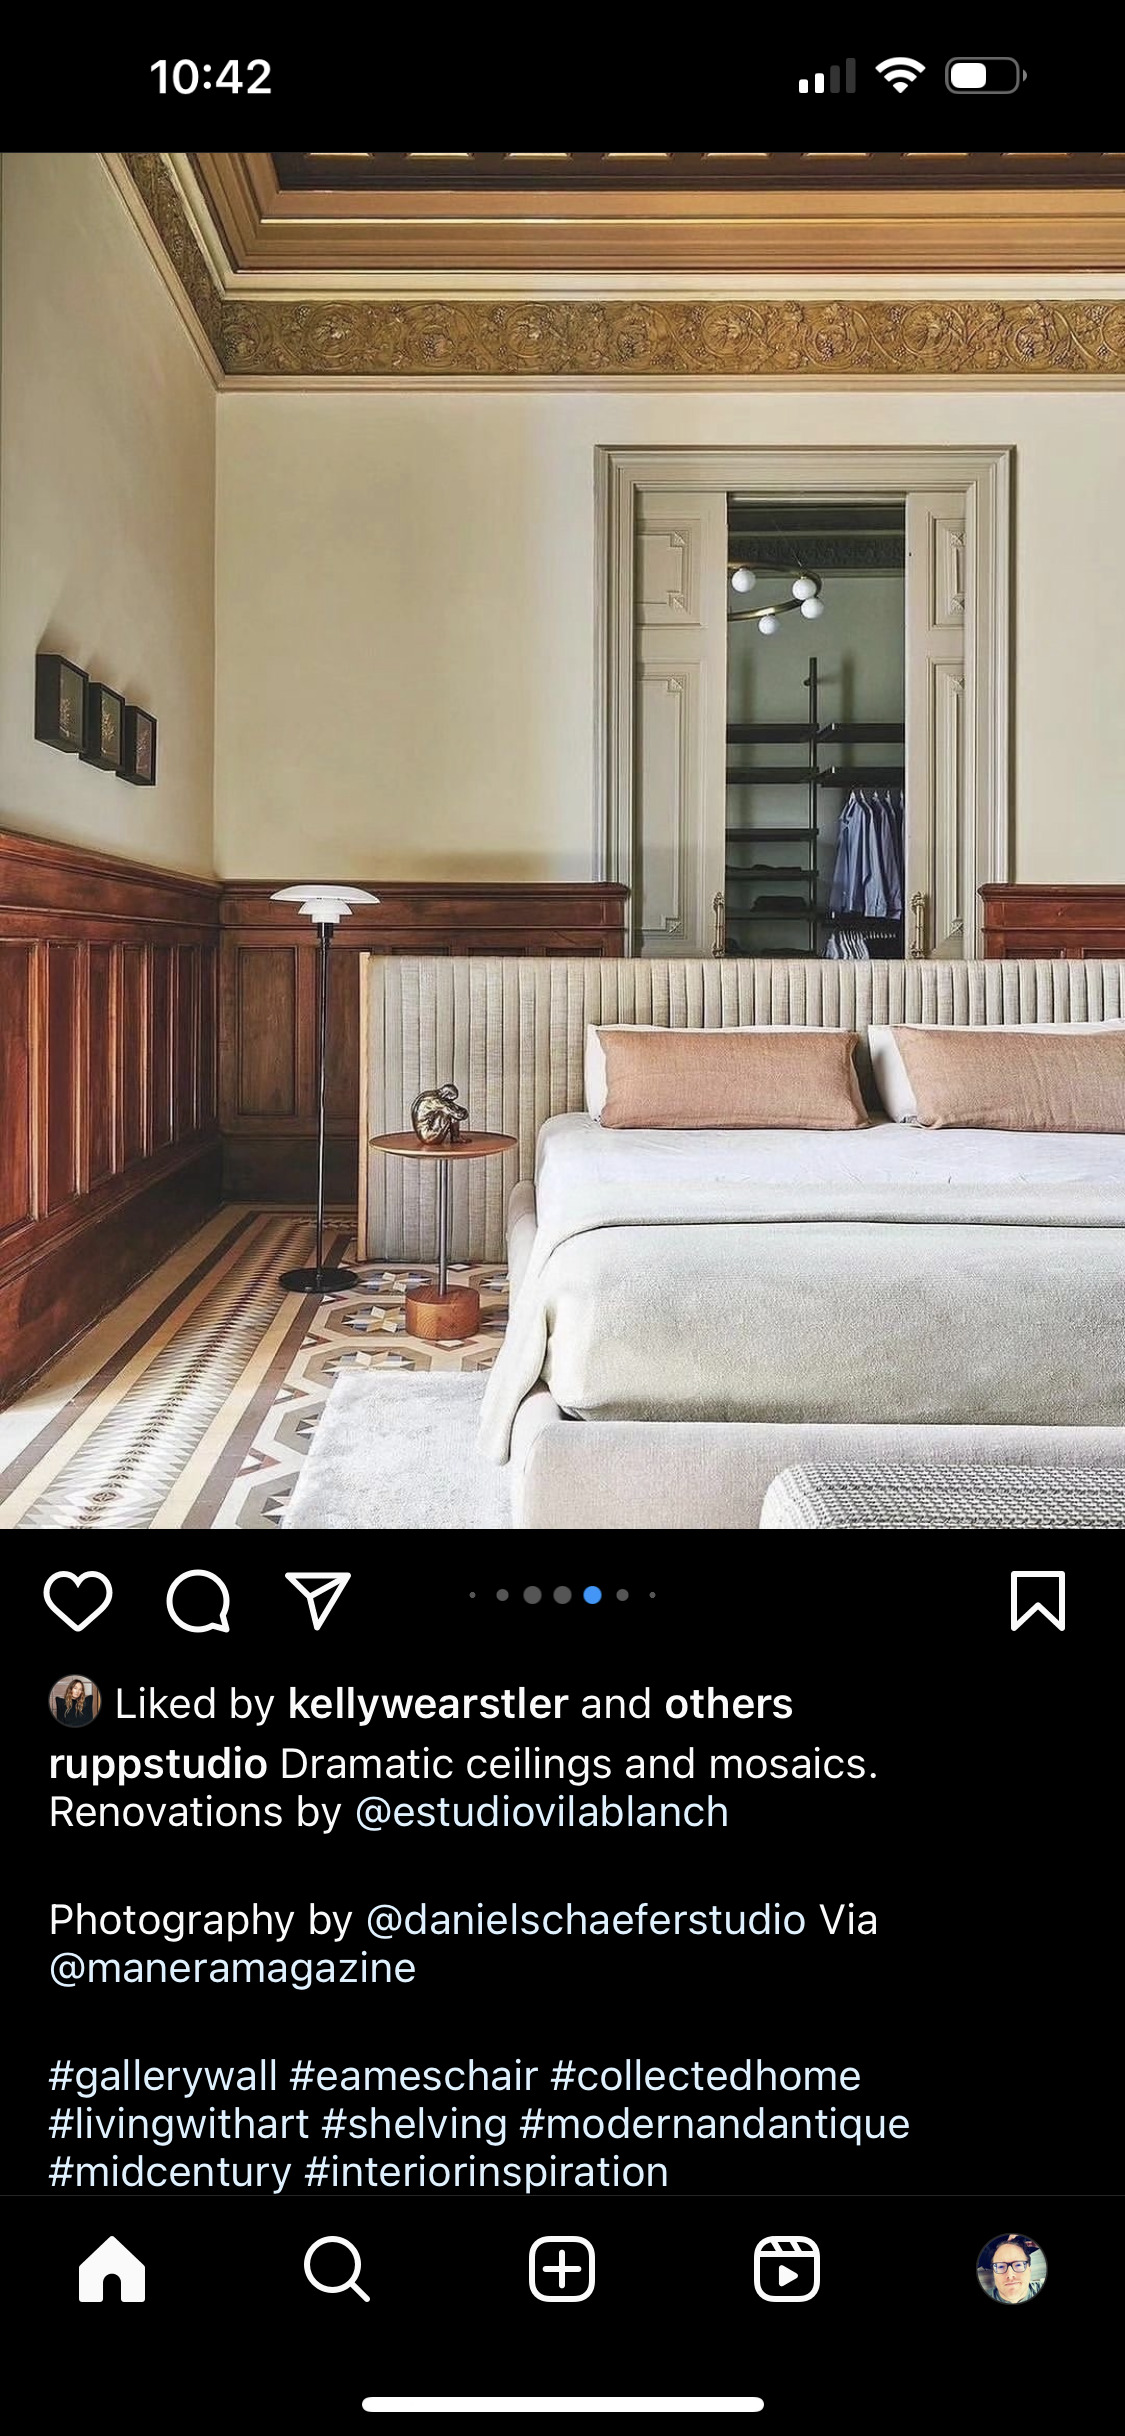 10:42
Liked by kellywearstler and others
ruppstudio Dramatic ceilings and mosaics.
Renovations by @estudiovilablanch
Photography by @danielschaeferstudio Via
@maneramagazine
#gallerywall #eameschair #collectedhome
#livingwithart #shelving #modernandantique
#midcentury #interiorinspiration